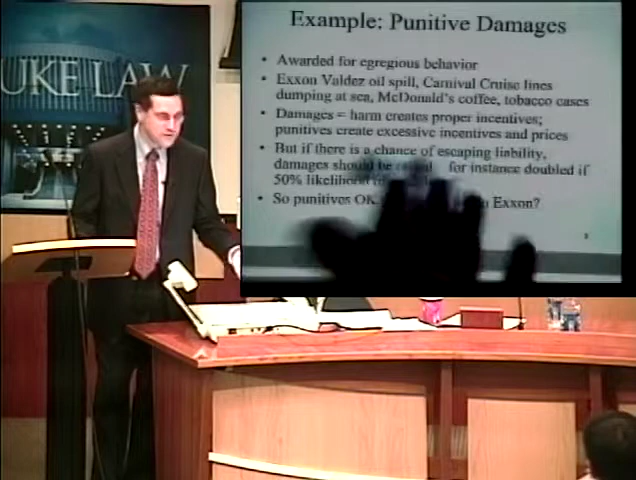 Example: Punitive Damages
• Awarded for egregious behavior
• Exxon Valdez oil spill, Carnival Cruise lines
dumping at sea, McDonald's coffee, tobacco cases
• Damages = harm creates proper incentives;
punitives create excessive incentives and prices
• But if there is a chance of escaping liability,
damages should be for instance doubled if
50% likelihood
• So punitives OK Exxon?
UKE LAW